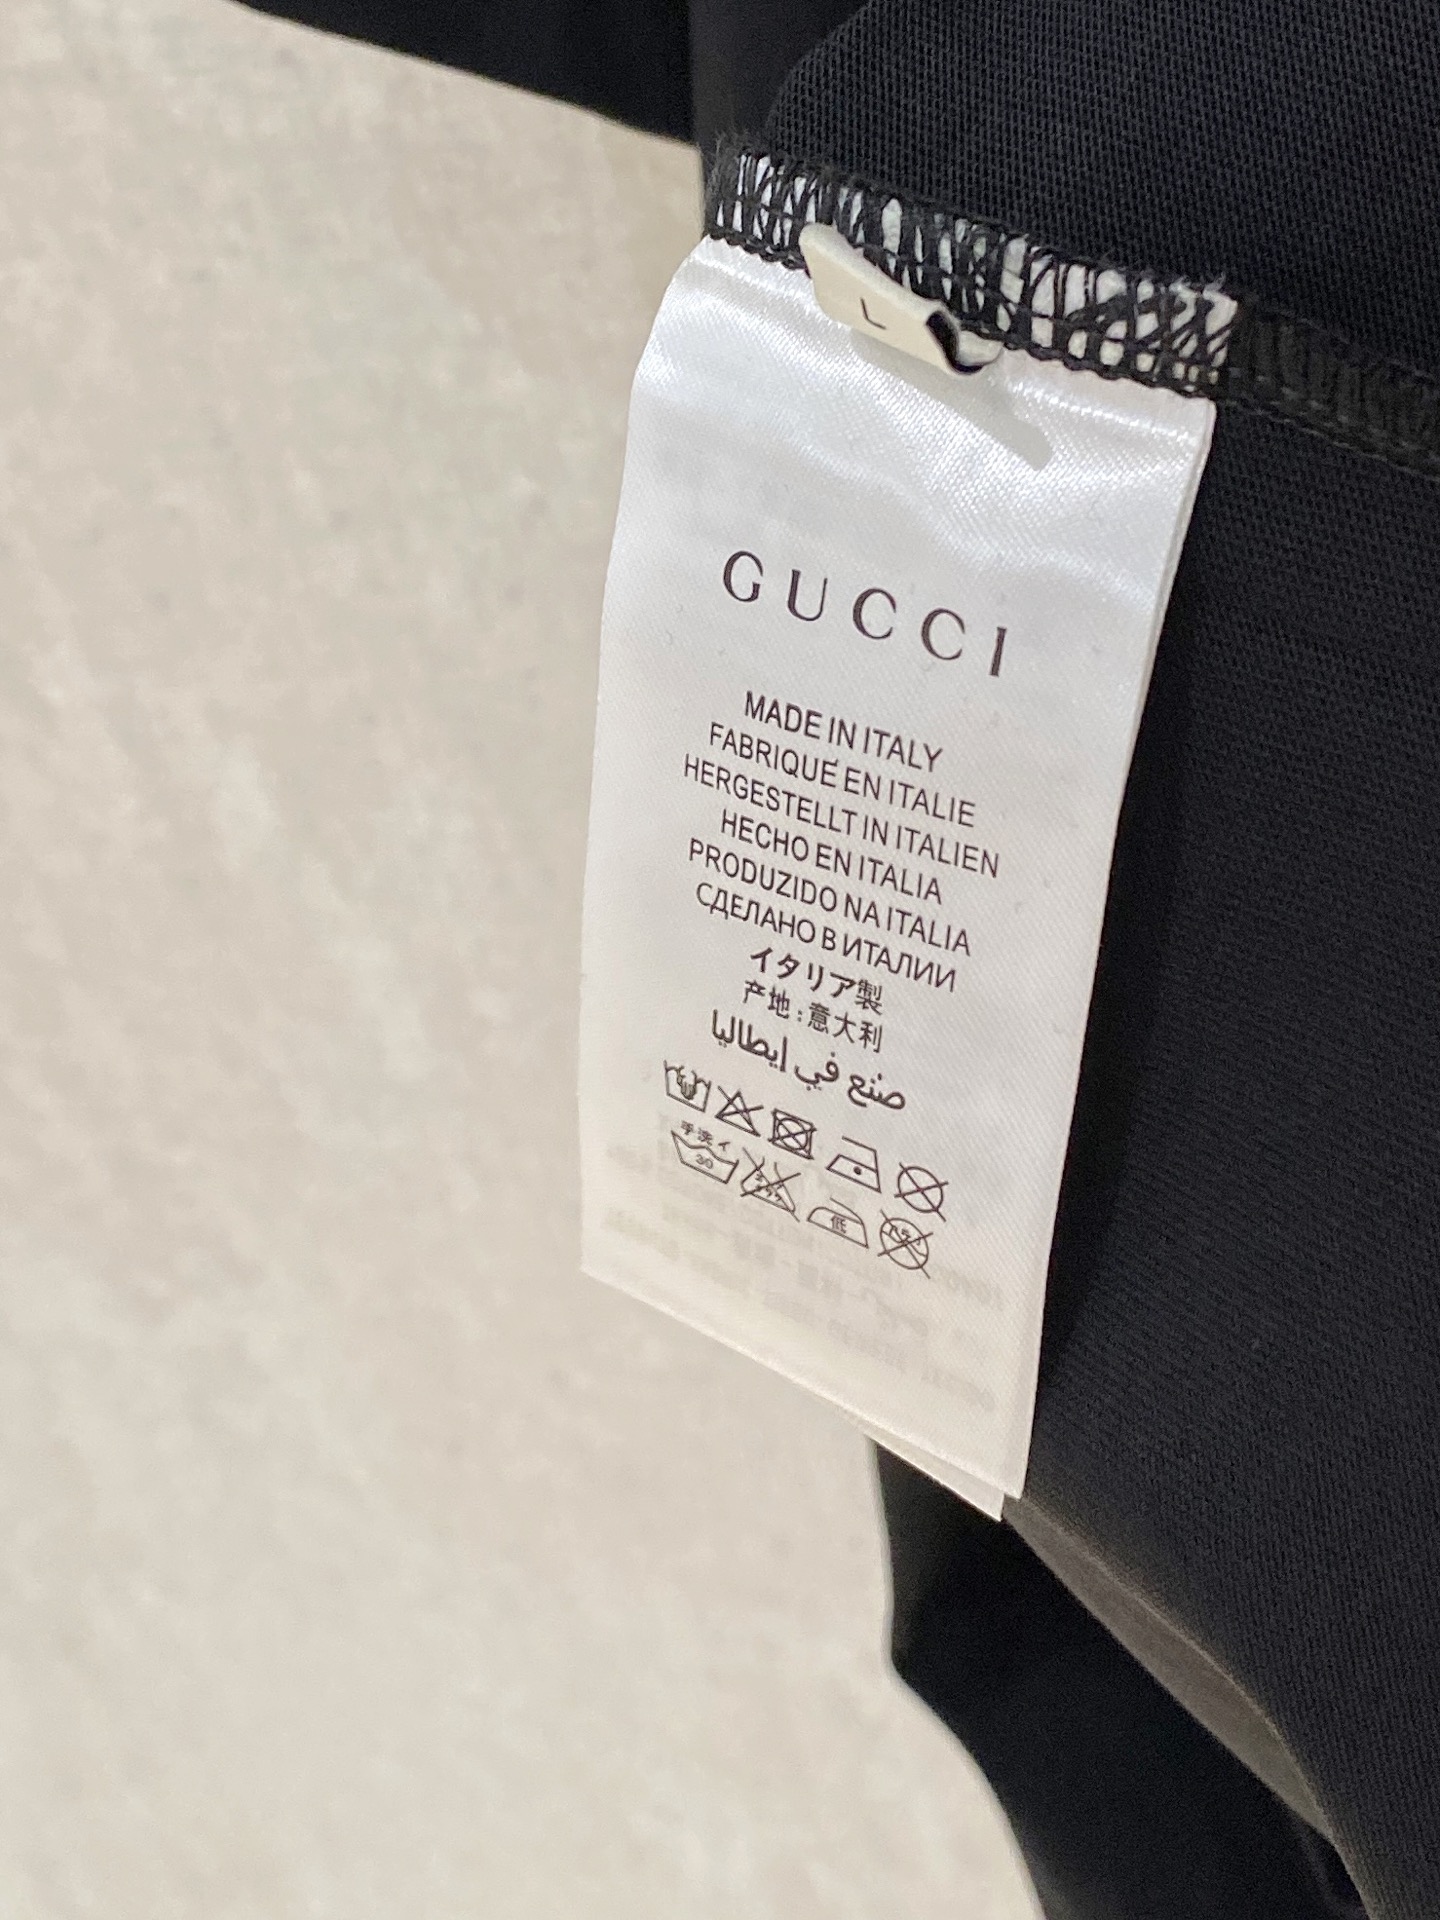 L
GUCCI
MADE IN ITALY
FABRIQUÉ EN ITALIE
HERGESTELLT IN ITALIEN
HECHO EN ITALIA
PRODUZIDO NA ITALIA
СДЕЛАНО В ИТАЛИИ
イタリア製
产地:意大利
صنع في إيطاليا
手洗イ
30
低